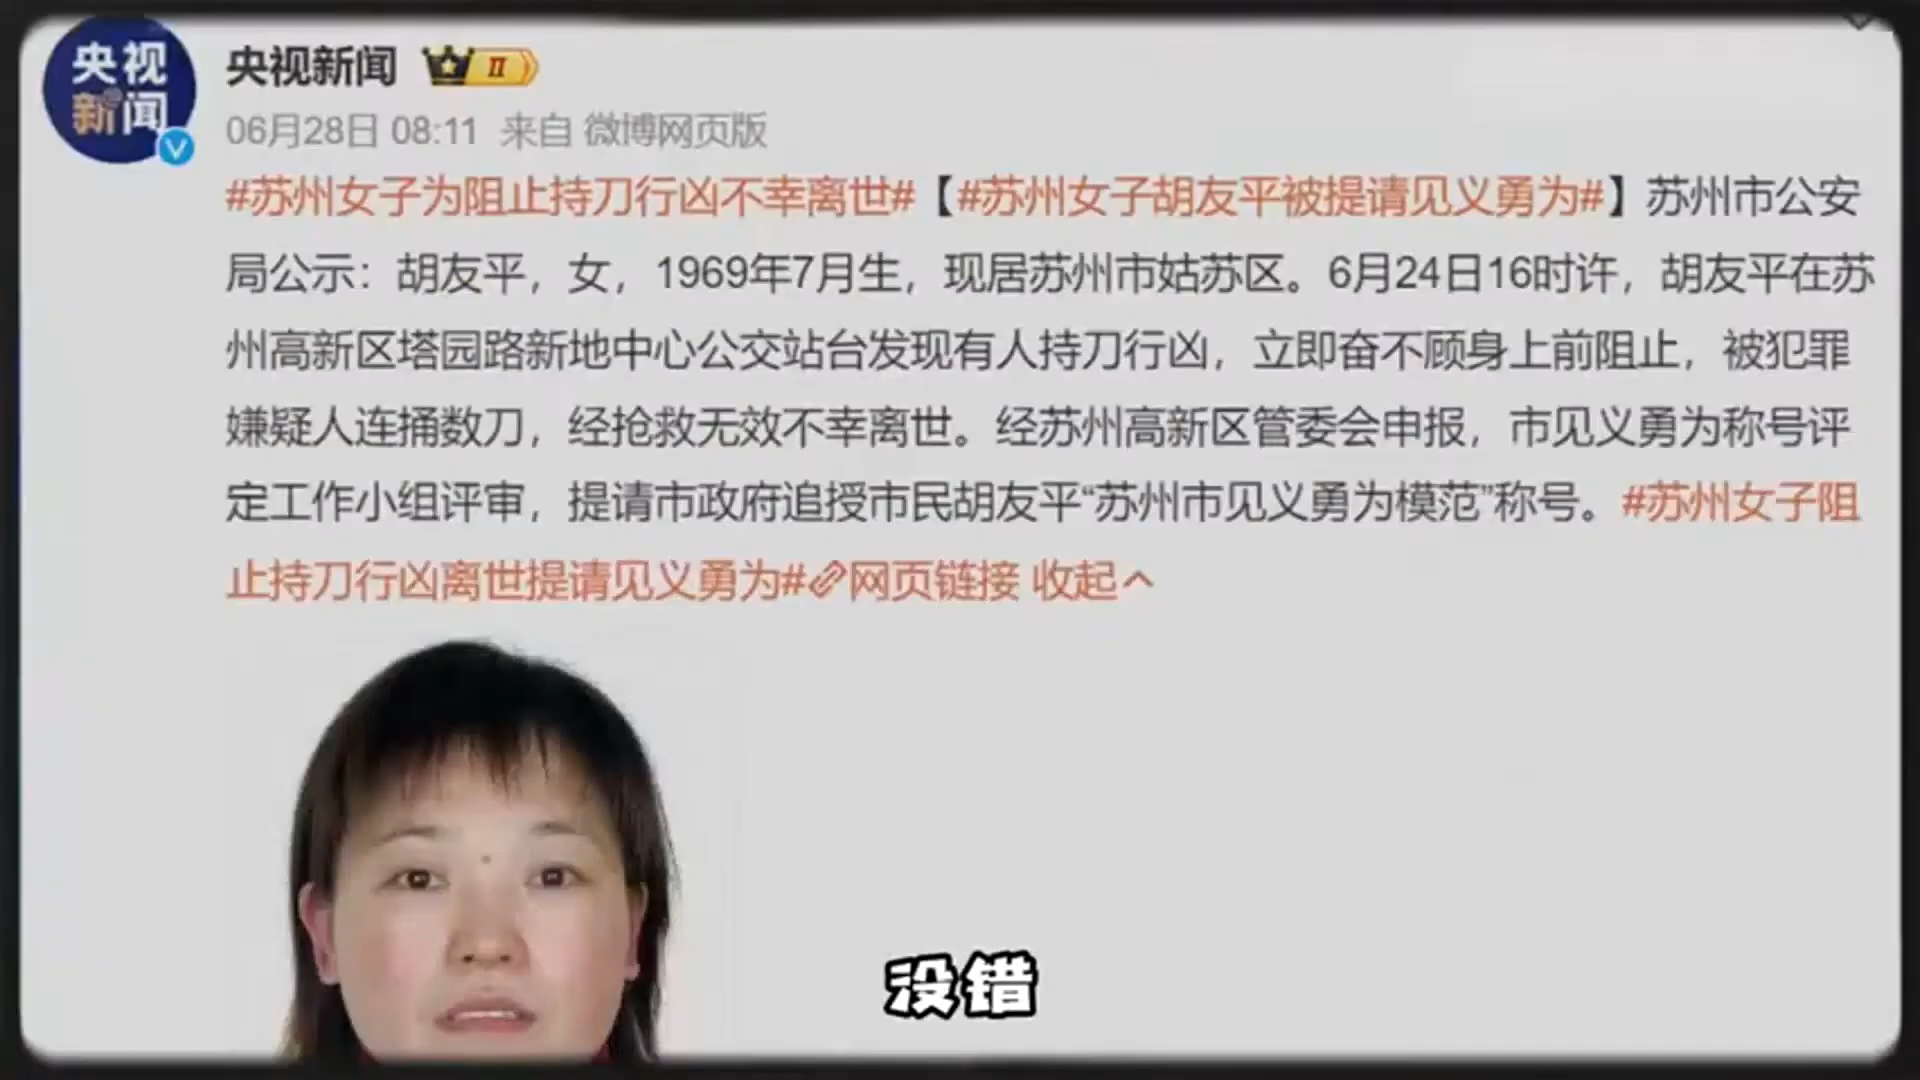 央视新闻
央视新闻 II
06月28日 08:11 来自 微博网页版
#苏州女子为阻止持刀行凶不幸离世#【#苏州女子胡友平被提请见义勇为#】苏州市公安
局公示：胡友平，女，1969年7月生，现居苏州市姑苏区。6月24日16时许，胡友平在苏
州高新区塔园路新地中心公交站台发现有人持刀行凶，立即奋不顾身上前阻止，被犯罪
嫌疑人连捅数刀，经抢救无效不幸离世。经苏州高新区管委会申报，市见义勇为称号评
定工作小组评审，提请市政府追授市民胡友平“苏州市见义勇为模范”称号。#苏州女子阻
止持刀行凶离世提请见义勇为#网页链接 收起
没错